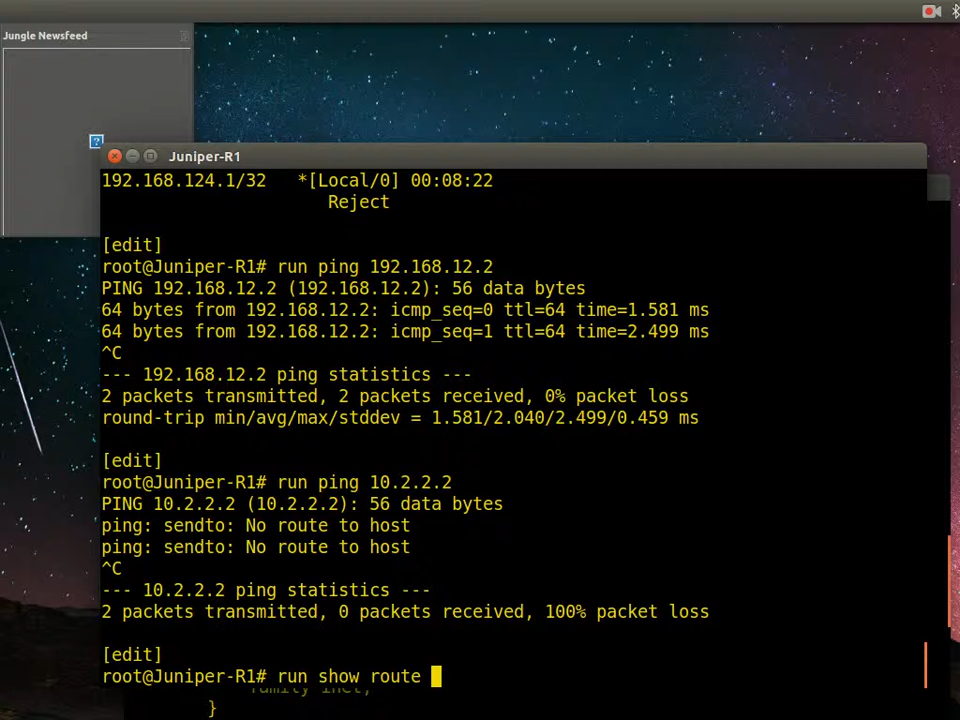 Jungle Newsfeed
Juniper-R1
192.168.124.1/32   *[Local/0] 00:08:22
                      Reject
[edit]
root@Juniper-R1# run ping 192.168.12.2
PING 192.168.12.2 (192.168.12.2): 56 data bytes
64 bytes from 192.168.12.2: icmp_seq=0 ttl=64 time=1.581 ms
64 bytes from 192.168.12.2: icmp_seq=1 ttl=64 time=2.499 ms
^C
--- 192.168.12.2 ping statistics ---
2 packets transmitted, 2 packets received, 0% packet loss
round-trip min/avg/max/stddev = 1.581/2.040/2.499/0.459 ms
[edit]
root@Juniper-R1# run ping 10.2.2.2
PING 10.2.2.2 (10.2.2.2): 56 data bytes
ping: sendto: No route to host
ping: sendto: No route to host
^C
--- 10.2.2.2 ping statistics ---
2 packets transmitted, 0 packets received, 100% packet loss
[edit]
root@Juniper-R1# run show route
family inet;
}